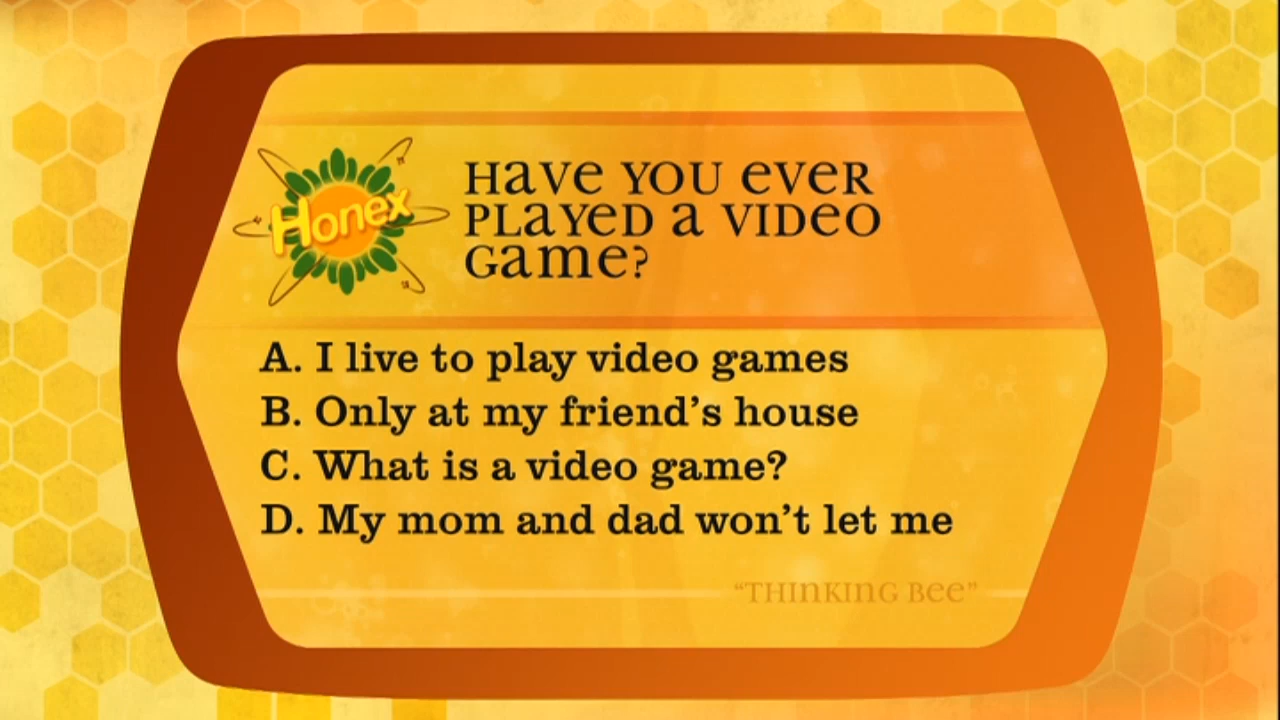 Honex
Have you ever
played a video
game?
A. I live to play video games
B. Only at my friend’s house
C. What is a video game?
D. My mom and dad won’t let me
“Thinking Bee”